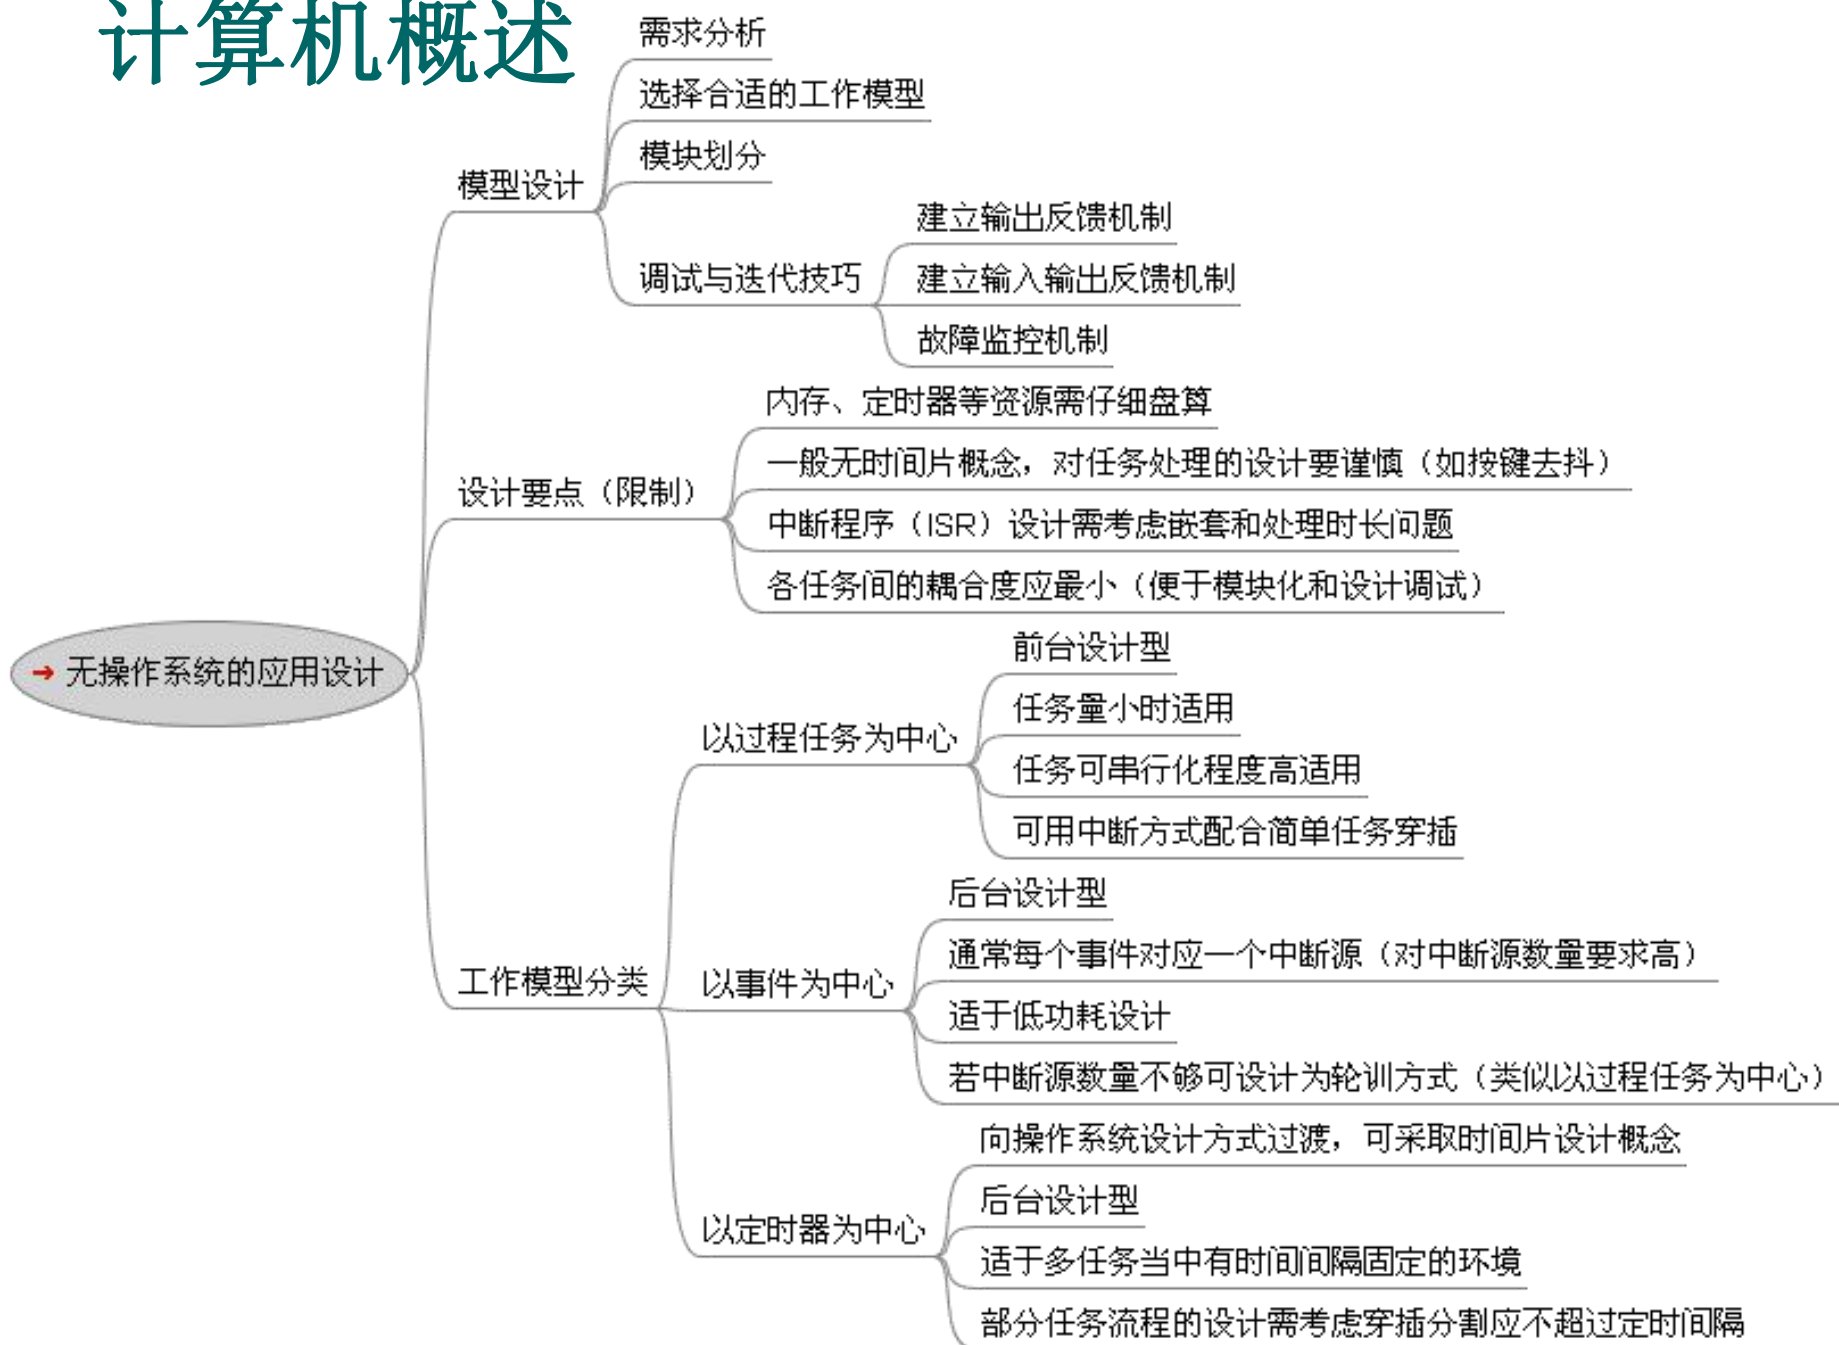 计算机概述
需求分析
选择合适的工作模型
模块划分
模型设计
建立输出反馈机制
调试与迭代技巧
建立输入输出反馈机制
故障监控机制
内存、定时器等资源需仔细盘算
一般无时间片概念，对任务处理的设计要谨慎（如按键去抖）
设计要点（限制）
中断程序（ISR）设计需考虑嵌套和处理时长问题
各任务间的耦合度应最小（便于模块化和设计调试）
无操作系统的应用设计
前台设计型
任务量小时适用
以过程任务为中心
任务可串行化程度高适用
可用中断方式配合简单任务穿插
后台设计型
通常每个事件对应一个中断源（对中断源数量要求高）
工作模型分类
以事件为中心
适于低功耗设计
若中断源数量不够可设计为轮训方式（类似以过程任务为中心）
向操作系统设计方式过渡，可采取时间片设计概念
后台设计型
以定时器为中心
适于多任务当中有时间间隔固定的环境
部分任务流程的设计需考虑穿插分割应不超过定时间隔